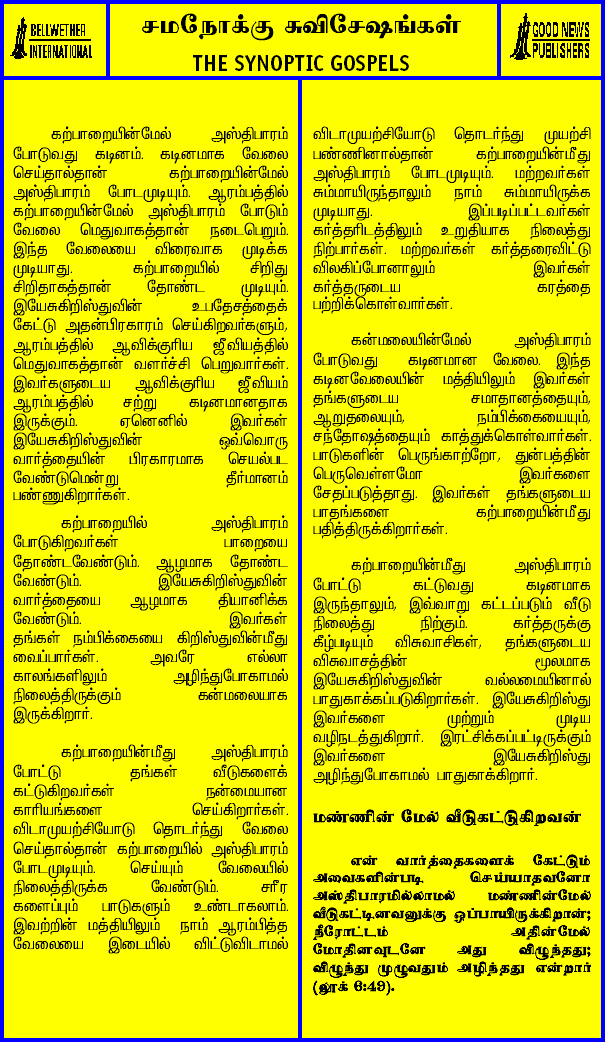 BELLWETHER
INTERNATIONAL
சமநோக்கு சுவிசேஷங்கள்
THE SYNOPTIC GOSPELS
GOOD NEWS
PUBLISHERS
கற்பாறையின்மேல் அஸ்திபாரம்
போடுவது கடினம். கடினமாக வேலை
செய்தால்தான் கற்பாறையின்மேல்
அஸ்திபாரம் போடமுடியும். ஆரம்பத்தில்
கற்பாறையின்மேல் அஸ்திபாரம் போடும்
வேலை மெதுவாகத்தான் நடைபெறும்.
இந்த வேலையை விரைவாக முடிக்க
முடியாது. கற்பாறையில் சிறிது
சிறிதாகத்தான் தோண்ட முடியும்.
இயேசுகிறிஸ்துவின் உபதேசத்தைக்
கேட்டு அதன்பிரகாரம் செய்கிறவர்களும்,
ஆரம்பத்தில் ஆவிக்குரிய ஜீவியத்தில்
மெதுவாகத்தான் வளர்ச்சி பெறுவார்கள்.
இவர்களுடைய ஆவிக்குரிய ஜீவியம்
ஆரம்பத்தில் சற்று கடினமானதாக
இருக்கும். ஏனெனில் இவர்கள்
இயேசுகிறிஸ்துவின் ஒவ்வொரு
வார்த்தையின் பிரகாரமாக செயல்பட
வேண்டுமென்று தீர்மானம்
பண்ணுகிறார்கள்.
கற்பாறையில் அஸ்திபாரம்
போடுகிறவர்கள் பாறையை
தோண்டவேண்டும். ஆழமாக தோண்ட
வேண்டும். இயேசுகிறிஸ்துவின்
வார்த்தையை ஆழமாக தியானிக்க
வேண்டும். இவர்கள்
தங்கள் நம்பிக்கையை கிறிஸ்துவின்மீது
வைப்பார்கள். அவரே எல்லா
காலங்களிலும் அழிந்துபோகாமல்
நிலைத்திருக்கும் கன்மலையாக
இருக்கிறார்.
கற்பாறையின்மீது அஸ்திபாரம்
போட்டு தங்கள் வீடுகளைக்
கட்டுகிறவர்கள் நன்மையான
காரியங்களை செய்கிறார்கள்.
விடாமுயற்சியோடு தொடர்ந்து வேலை
செய்தால்தான் கற்பாறையில் அஸ்திபாரம்
போடமுடியும். செய்யும் வேலையில்
நிலைத்திருக்க வேண்டும். சரீர
களைப்பும் பாடுகளும் உண்டாகலாம்.
இவற்றின் மத்தியிலும் நாம் ஆரம்பித்த
வேலையை இடையில் விட்டுவிடாமல்
விடாமுயற்சியோடு தொடர்ந்து முயற்சி
பண்ணினால்தான் கற்பாறையின்மீது
அஸ்திபாரம் போடமுடியும். மற்றவர்கள்
சும்மாயிருந்தாலும் நாம் சும்மாயிருக்க
முடியாது. இப்படிப்பட்டவர்கள்
கர்த்தரிடத்திலும் உறுதியாக நிலைத்து
நிற்பார்கள். மற்றவர்கள் கர்த்தரைவிட்டு
விலகிப்போனாலும் இவர்கள்
கர்த்தருடைய கரத்தை
பற்றிக்கொள்வார்கள்.
கன்மலையின்மேல் அஸ்திபாரம்
போடுவது கடினமான வேலை. இந்த
கடினவேலையின் மத்தியிலும் இவர்கள்
தங்களுடைய சமாதானத்தையும்,
ஆறுதலையும், நம்பிக்கையையும்,
சந்தோஷத்தையும் காத்துக்கொள்வார்கள்.
பாடுகளின் பெருங்காற்றோ, துன்பத்தின்
பெருவெள்ளமோ இவர்களை
சேதப்படுத்தாது. இவர்கள் தங்களுடைய
பாதங்களை கற்பாறையின்மீது
பதித்திருக்கிறார்கள்.
கற்பாறையின்மீது அஸ்திபாரம்
போட்டு கட்டுவது கடினமாக
இருந்தாலும், இவ்வாறு கட்டப்படும் வீடு
நிலைத்து நிற்கும். கர்த்தருக்கு
கீழ்படியும் விசுவாசிகள், தங்களுடைய
விசுவாசத்தின் மூலமாக
இயேசுகிறிஸ்துவின் வல்லமையினால்
பாதுகாக்கப்படுகிறார்கள். இயேசுகிறிஸ்து
இவர்களை முற்றும் முடிய
வழிநடத்துகிறார். இரட்சிக்கப்பட்டிருக்கும்
இவர்களை இயேசுகிறிஸ்து
அழிந்துபோகாமல் பாதுகாக்கிறார்.
மண்ணின் மேல் வீடுகட்டுகிறவன்
என் வார்த்தைகளைக் கேட்டும்
அவைகளின்படி செய்யாதவனோ
அஸ்திபாரமில்லாமல் மண்ணின்மேல்
வீடுகட்டினவனுக்கு ஒப்பாயிருக்கிறான்;
நீரோட்டம் அதின்மேல்
மோதினவுடனே அது விழுந்தது;
விழுந்து முழுவதும் அழிந்தது என்றார்
(லூக் 6:49).